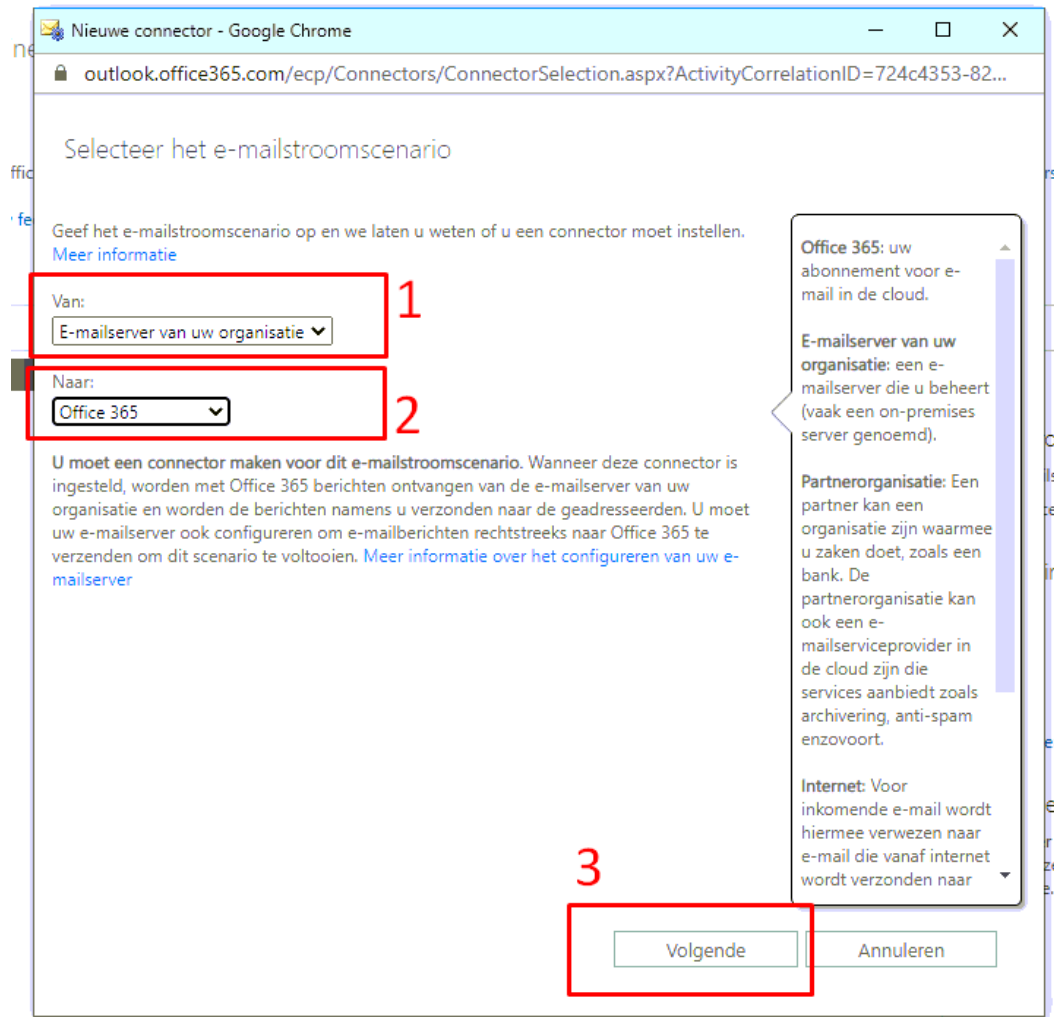 Nieuwe connector - Google Chrome
outlook.office365.com/ecp/Connectors/ConnectorSelection.aspx?ActivityCorrelationID=724c4353-82...
Selecteer het e-mailstroomscenario
Geef het e-mailstroomscenario op en we laten u weten of u een connector moet instellen.
Meer informatie
Van:
E-mailserver van uw organisatie
1
Naar:
Office 365
2
U moet een connector maken voor dit e-mailstroomscenario. Wanneer deze connector is
ingesteld, worden met Office 365 berichten ontvangen van de e-mailserver van uw
organisatie en worden de berichten namens u verzonden naar de geadresseerden. U moet
uw e-mailserver ook configureren om e-mailberichten rechtstreeks naar Office 365 te
verzenden om dit scenario te voltooien. Meer informatie over het configureren van uw e-
mailserver
Office 365: uw
abonnement voor e-
mail in de cloud.
E-mailserver van uw
organisatie: een e-
mailserver die u beheert
(vaak een on-premises
server genoemd).
Partnerorganisatie: Een
partner kan een
organisatie zijn waarmee
u zaken doet, zoals een
bank. De
partnerorganisatie kan
ook een e-
mailserviceprovider in
de cloud zijn die
services aanbiedt zoals
archivering, anti-spam
enzovoort.
Internet: Voor
inkomende e-mail wordt
hiermee verwezen naar
e-mail die vanaf internet
wordt verzonden naar
3
Volgende
Annuleren